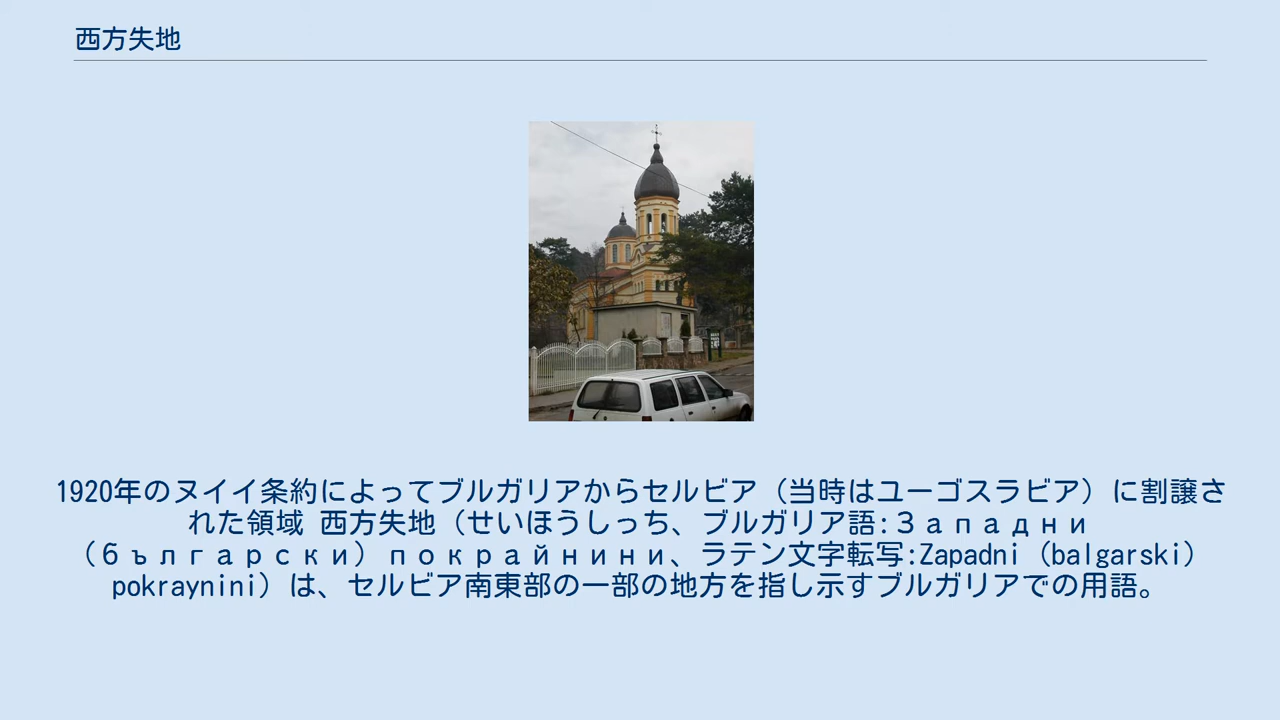 西方失地
1920年のヌイイ条約によってブルガリアからセルビア（当時はユーゴスラビア）に割譲さ
れた領域 西方失地（せいほうしっち、ブルガリア語:Западни
（български）покрайнини、ラテン文字転写:Zapadni（balgarski）
pokraynini）は、セルビア南東部の一部の地方を指し示すブルガリアでの用語。